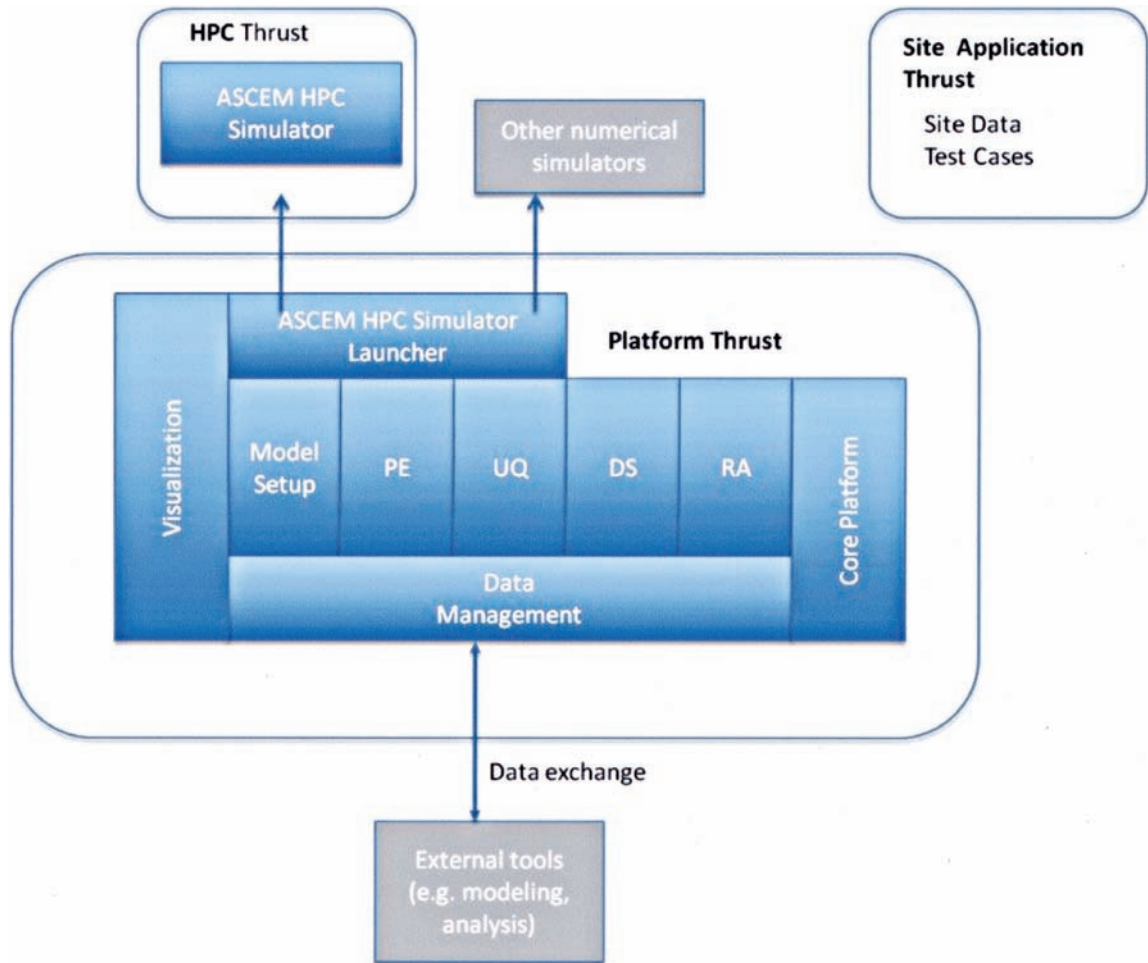 HPC Thrust
ASCEM HPC
Simulator
Other numerical
simulators
Site Application
Thrust
Site Data
Test Cases
ASCEM HPC Simulator
Launcher
Platform Thrust
Visualization
Model
Setup
PE
UQ
DS
RA
Core Platform
Data
Management
Data exchange
External tools
(e.g. modeling,
analysis)